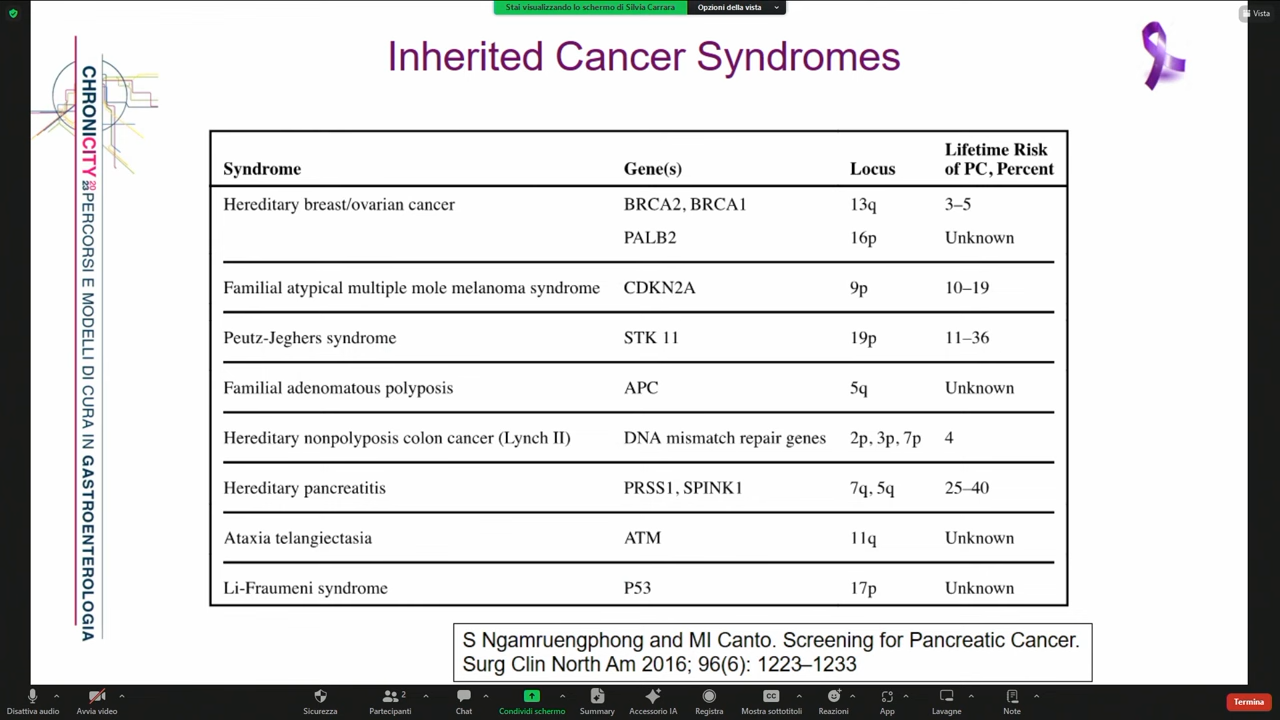 Stai visualizzando lo schermo di Silvia Carrara
Opzioni della vista
Vista
Inherited Cancer Syndromes
CHRONICITY 2023 PERCORSI E MODELLI DI CURA IN GASTROENTEROLOGIA
Syndrome Gene(s) Locus Lifetime Risk of PC, Percent
Hereditary breast/ovarian cancer BRCA2, BRCA1 13q 3–5
PALB2 16p Unknown
Familial atypical multiple mole melanoma syndrome CDKN2A 9p 10–19
Peutz-Jeghers syndrome STK 11 19p 11–36
Familial adenomatous polyposis APC 5q Unknown
Hereditary nonpolyposis colon cancer (Lynch II) DNA mismatch repair genes 2p, 3p, 7p 4
Hereditary pancreatitis PRSS1, SPINK1 7q, 5q 25–40
Ataxia telangiectasia ATM 11q Unknown
Li-Fraumeni syndrome P53 17p Unknown
S Ngamruengphong and MI Canto. Screening for Pancreatic Cancer.
Surg Clin North Am 2016; 96(6): 1223–1233
Disattiva audio
Avvia video
Sicurezza
2
Partecipanti
Chat
Condividi schermo
Summary
Accessorio IA
Registra
CC
Mostra sottotitoli
Reazioni
App
Lavagne
Note
Termina